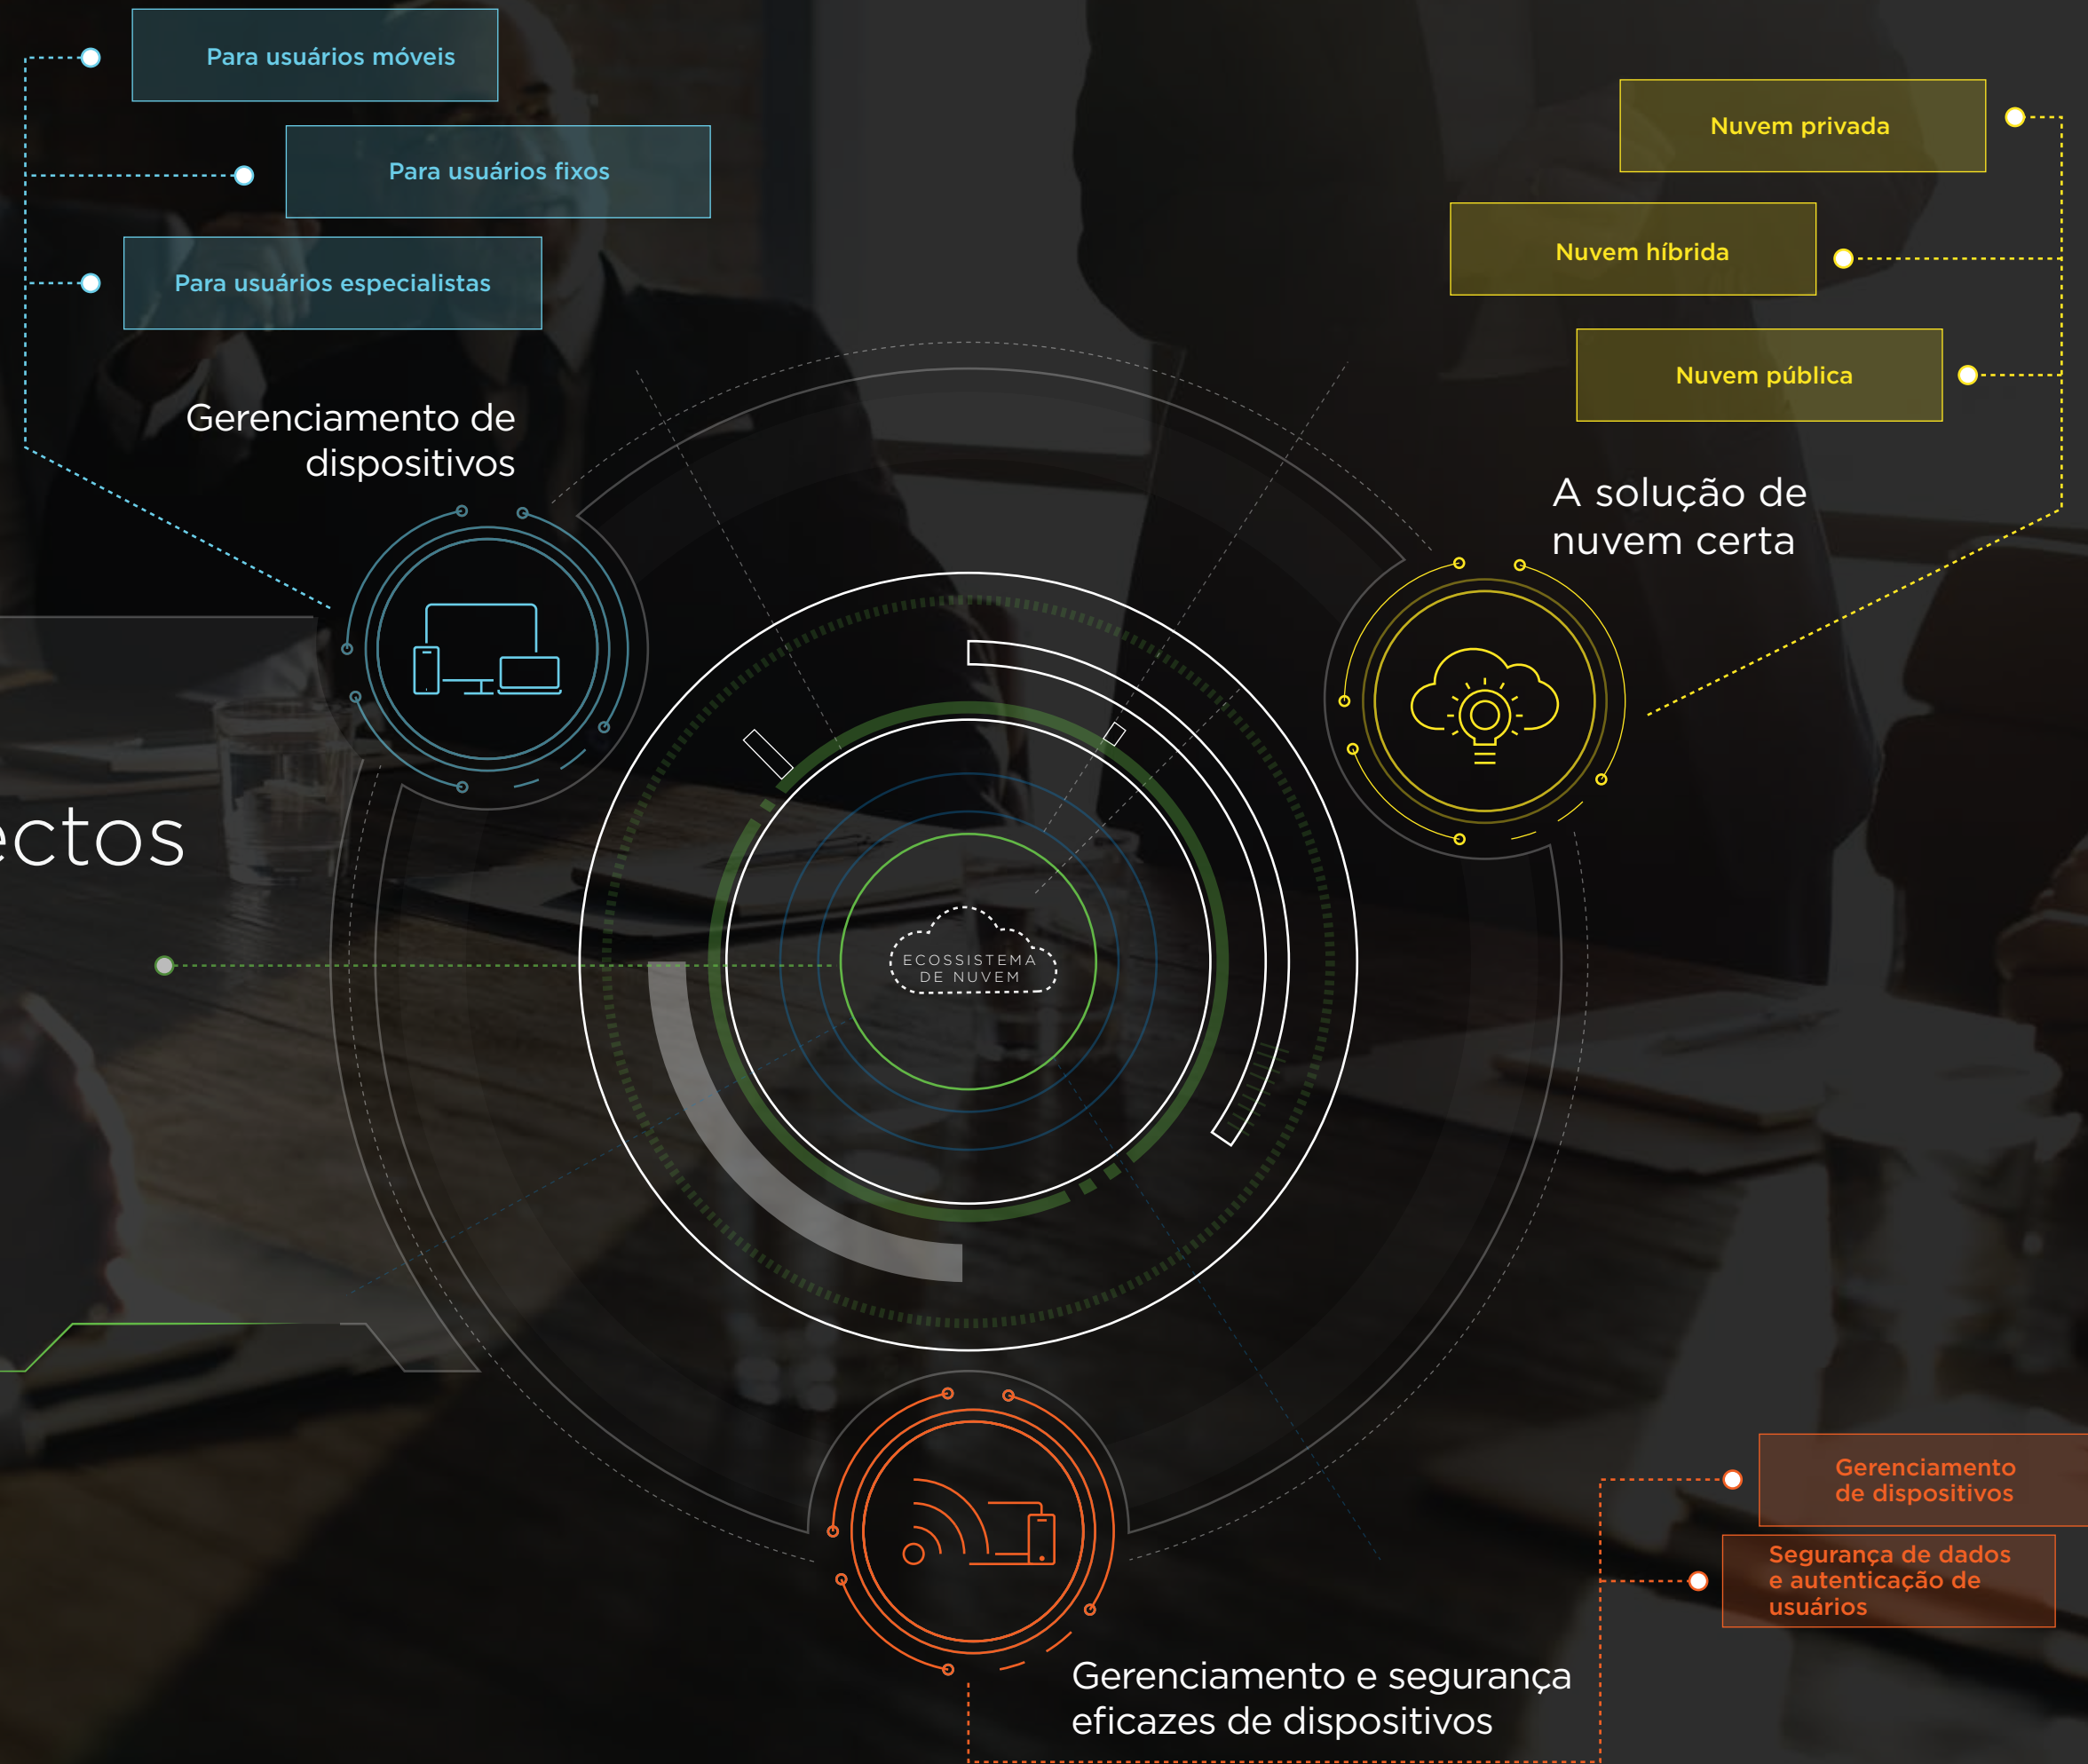 Para usuários móveis
Para usuários fixos
Para usuários especialistas
Gerenciamento de
dispositivos
Nuvem privada
Nuvem híbrida
Nuvem pública
A solução de
nuvem certa
ectos
ECOSSISTEMA
DE NUVEM
Gerenciamento
de dispositivos
Segurança de dados
e autenticação de
usuários
Gerenciamento e segurança
eficazes de dispositivos